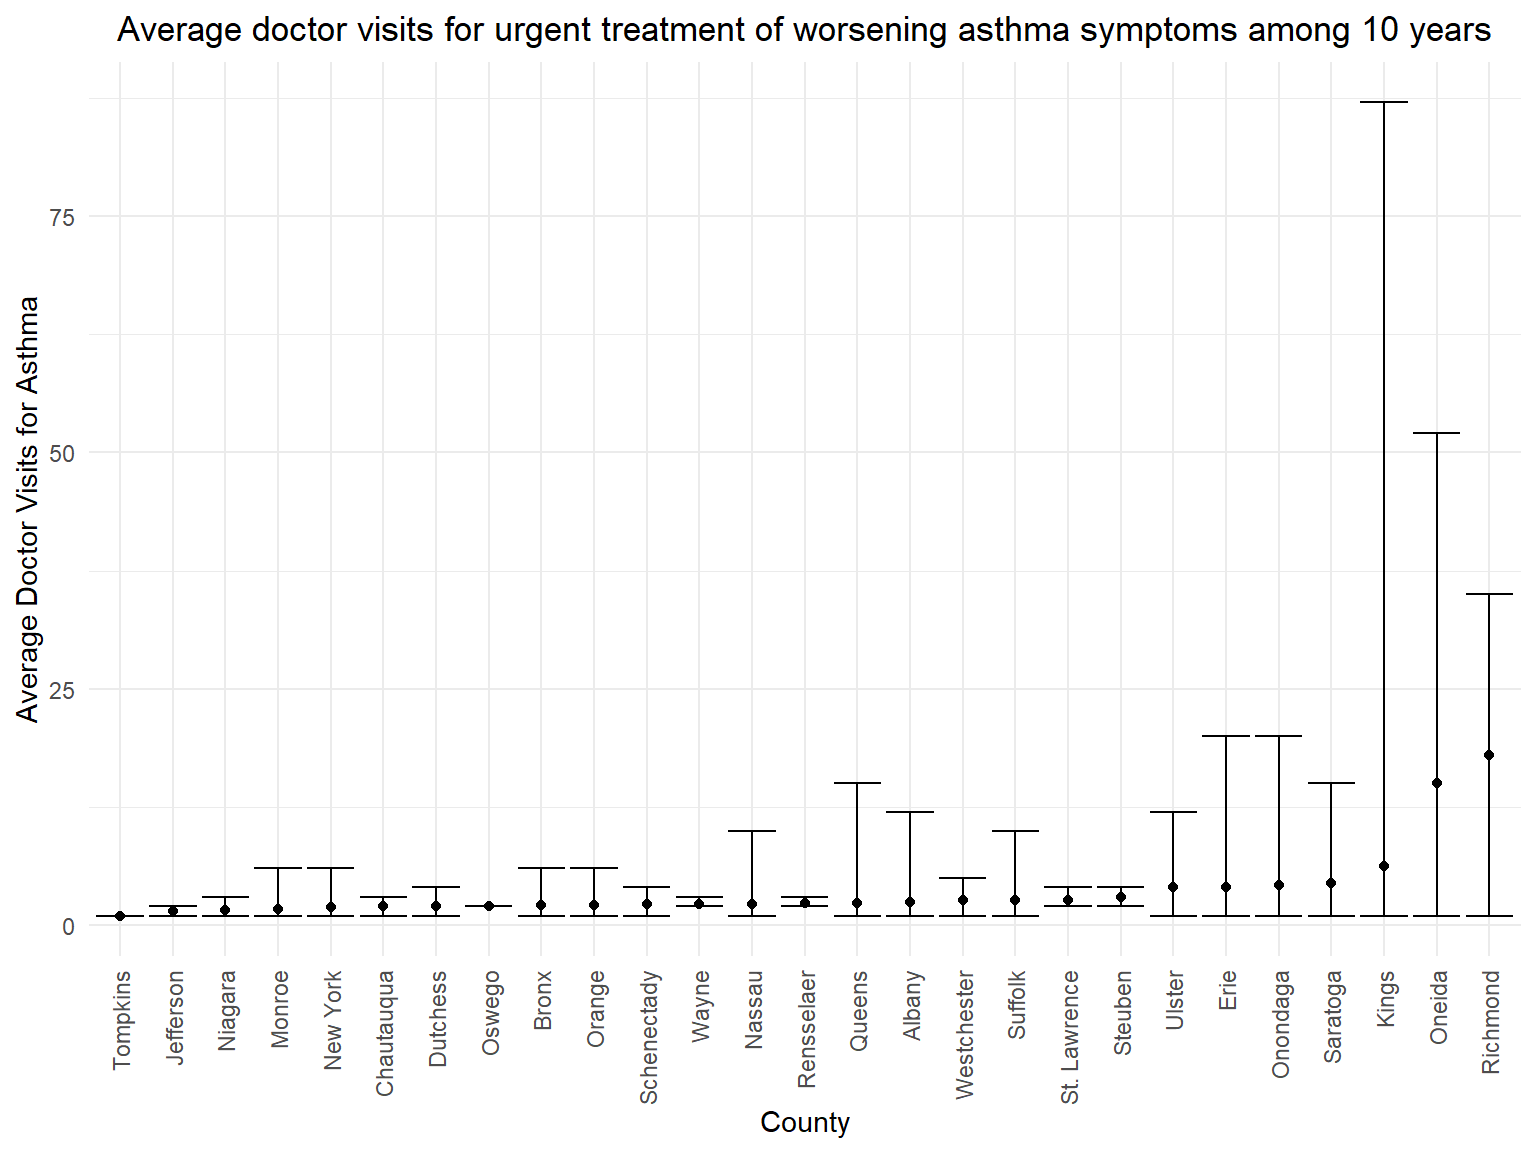 Average doctor visits for urgent treatment of worsening asthma symptoms among 10 years
Average Doctor Visits for Asthma
75
50
25
0
Tompkins
Jefferson
Niagara
Monroe
New York
Chautauqua
Dutchess
Oswego
Bronx
Orange
Schenectady
Wayne
Nassau
Rensselaer
Queens
Albany
Westchester
Suffolk
St. Lawrence
Steuben
Ulster
Erie
Onondaga
Saratoga
Kings
Oneida
Richmond
County